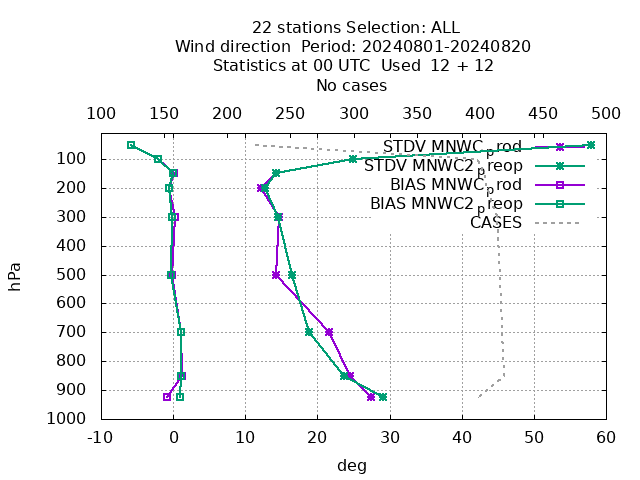 22 stations Selection: ALL
Wind direction  Period: 20240801-20240820
Statistics at 00 UTC  Used  12 + 12
No cases
100 150 200 250 300 350 400 450 500
STDV MNWC_prod
100
STDV MNWC2_preop
BIAS MNWC_prod
200
BIAS MNWC2_preop
300
CASES
400
hPa
500
600
700
800
900
1000
-10 0 10 20 30 40 50 60
deg